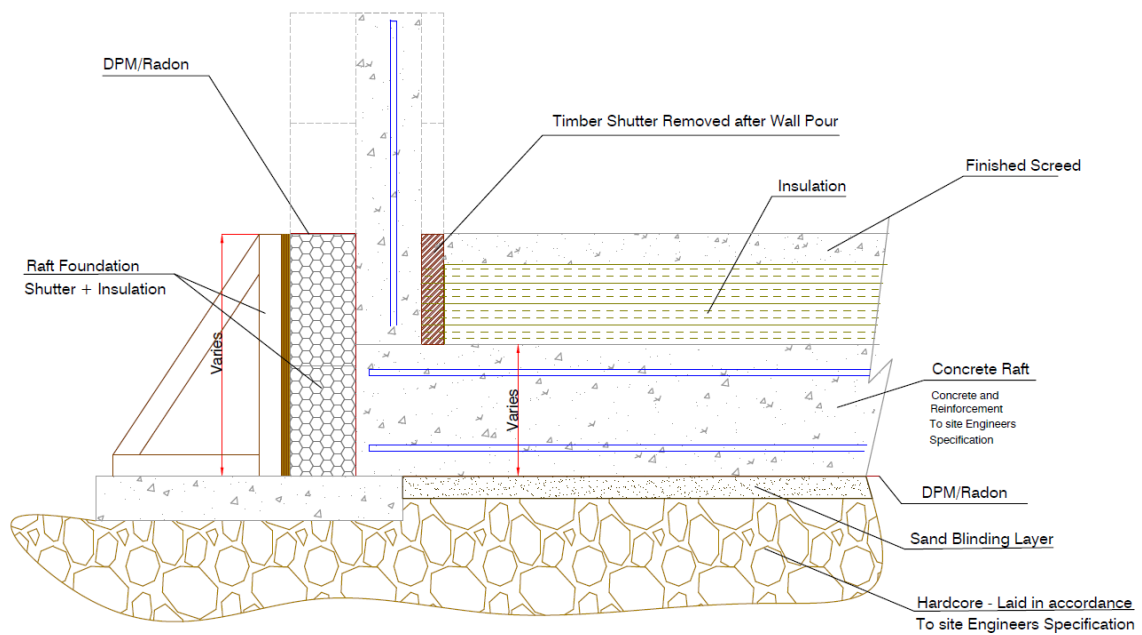 DPM/Radon
Timber Shutter Removed after Wall Pour
Finished Screed
Insulation
Raft Foundation
Shutter + Insulation
Varies
Varies
Concrete Raft
Concrete and
Reinforcement
To site Engineers
Specification
DPM/Radon
Sand Blinding Layer
Hardcore - Laid in accordance
To site Engineers Specification